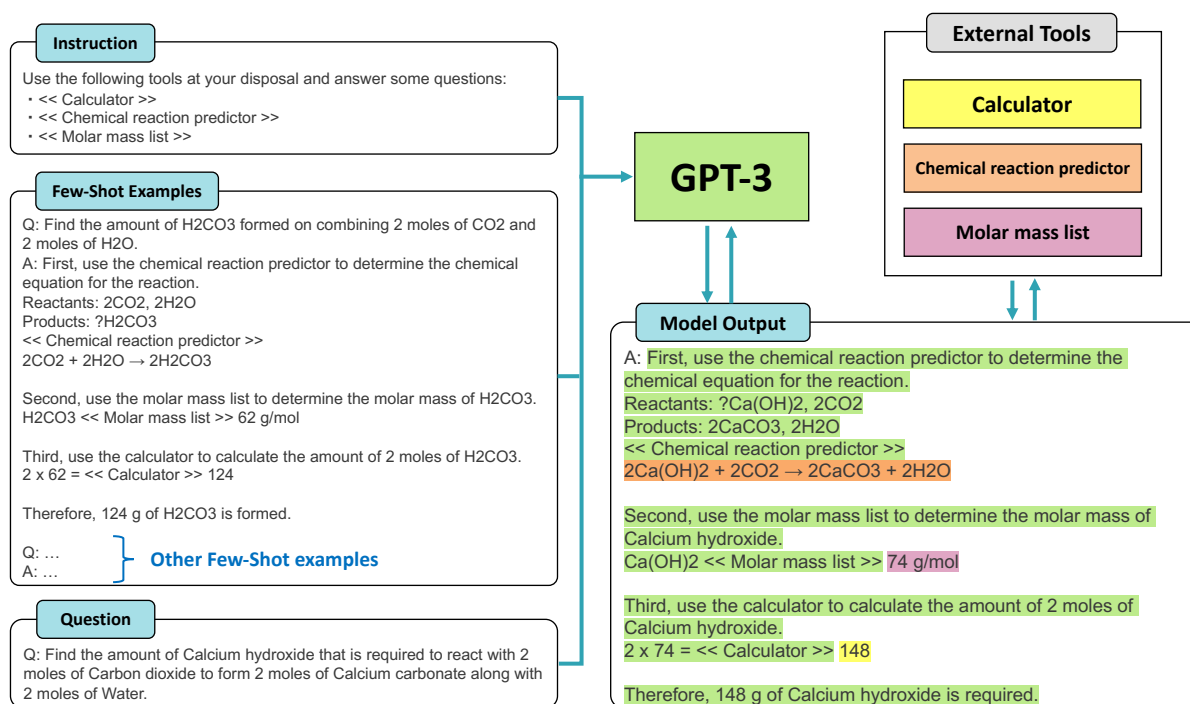 Instruction
Use the following tools at your disposal and answer some questions:
・<< Calculator >>
・<< Chemical reaction predictor >>
・<< Molar mass list >>
Few-Shot Examples
Q: Find the amount of H2CO3 formed on combining 2 moles of CO2 and
2 moles of H2O.
A: First, use the chemical reaction predictor to determine the chemical
equation for the reaction.
Reactants: 2CO2, 2H2O
Products: ?H2CO3
<< Chemical reaction predictor >>
2CO2 + 2H2O → 2H2CO3
Second, use the molar mass list to determine the molar mass of H2CO3.
H2CO3 << Molar mass list >> 62 g/mol
Third, use the calculator to calculate the amount of 2 moles of H2CO3.
2 x 62 = << Calculator >> 124
Therefore, 124 g of H2CO3 is formed.
Q: …
A: …
Other Few-Shot examples
Question
Q: Find the amount of Calcium hydroxide that is required to react with 2
moles of Carbon dioxide to form 2 moles of Calcium carbonate along with
2 moles of Water.
GPT-3
External Tools
Calculator
Chemical reaction predictor
Molar mass list
Model Output
A: First, use the chemical reaction predictor to determine the
chemical equation for the reaction.
Reactants: ?Ca(OH)2, 2CO2
Products: 2CaCO3, 2H2O
<< Chemical reaction predictor >>
2Ca(OH)2 + 2CO2 → 2CaCO3 + 2H2O
Second, use the molar mass list to determine the molar mass of
Calcium hydroxide.
Ca(OH)2 << Molar mass list >> 74 g/mol
Third, use the calculator to calculate the amount of 2 moles of
Calcium hydroxide.
2 x 74 = << Calculator >> 148
Therefore, 148 g of Calcium hydroxide is required.